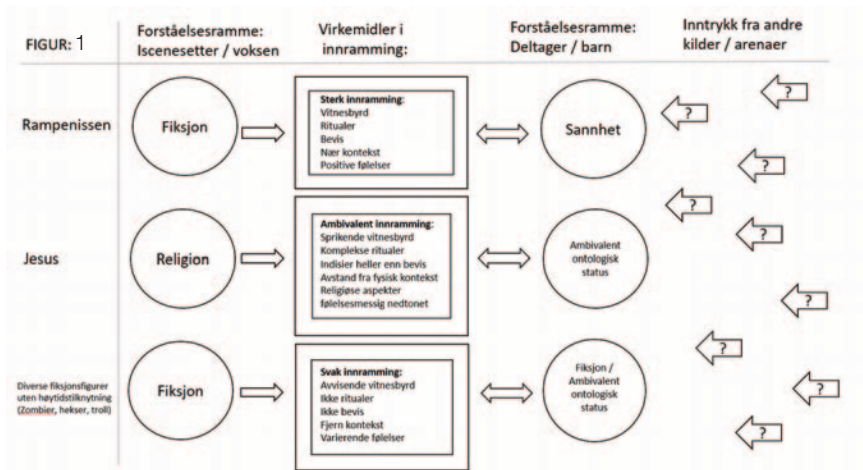 FIGUR: 1
Forståelsesramme:
Iscenesetter / voksen
Virkemidler i
innramming:
Forståelsesramme:
Deltager / barn
Inntrykk fra andre
kilder / arenaer
Rampenissen
Fiksjon
Sterk innramming:
Vitnesbyrd
Ritualer
Bevis
Nær kontekst
Positive følelser
Sannhet
?
?
?
Jesus
Religion
Ambivalent innramming:
Sprikende vitnesbyrd
Komplekse ritualer
Indisier heller enn bevis
Avstand fra fysisk kontekst
Religiøse aspekter
følelsesmessig nedtonet
Ambivalent
ontologisk
status
?
?
?
Diverse fiksjonsfigurer
uten høytidstilknytning
(Zombier, hekser, troll)
Fiksjon
Svak innramming:
Avvisende vitnesbyrd
Ikke ritualer
Ikke bevis
Fjern kontekst
Varierende følelser
Fiksjon /
Ambivalent
ontologisk
status
?
?
?